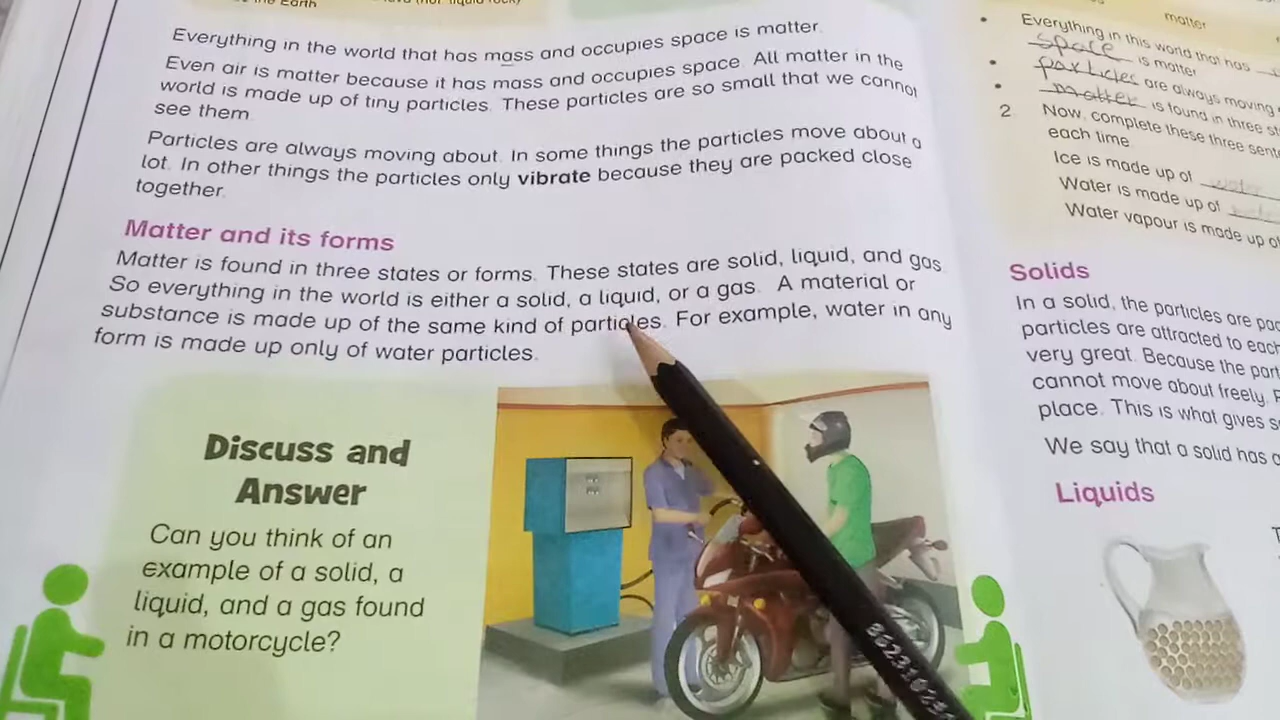 the Earth
Everything in the world that has mass and occupies space is matter.
Even air is matter because it has mass and occupies space. All matter in the
world is made up of tiny particles. These particles are so small that we cannot
see them
Particles are always moving about. In some things the particles move about a
lot. In other things the particles only vibrate because they are packed close
together.
Matter and its forms
Matter is found in three states or forms. These states are solid, liquid, and gas
So everything in the world is either a solid, a liquid, or a gas. A material or
substance is made up of the same kind of particles. For example, water in any
form is made up only of water particles.
Discuss and
Answer
Can you think of an
example of a solid, a
liquid, and a gas found
in a motorcycle?
matter
Everything in this world that has
space is matter
particles are always moving
matter is found in three
2 Now, complete these three
each time
Ice is made up of water
Water is made up of
Water vapour is made up of
Solids
In a solid, the particles are
particles are attracted to
very great. Because the
cannot move about freely.
place. This is what gives
We say that a solid has
Liquids